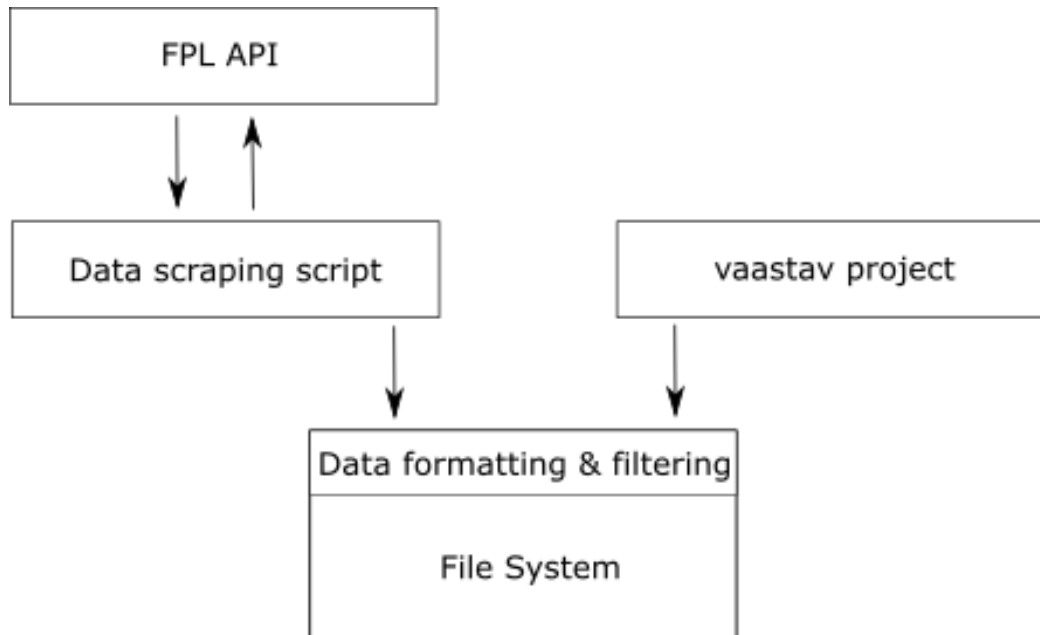 FPL API
Data scraping script
vaastav project
Data formatting & filtering
File System